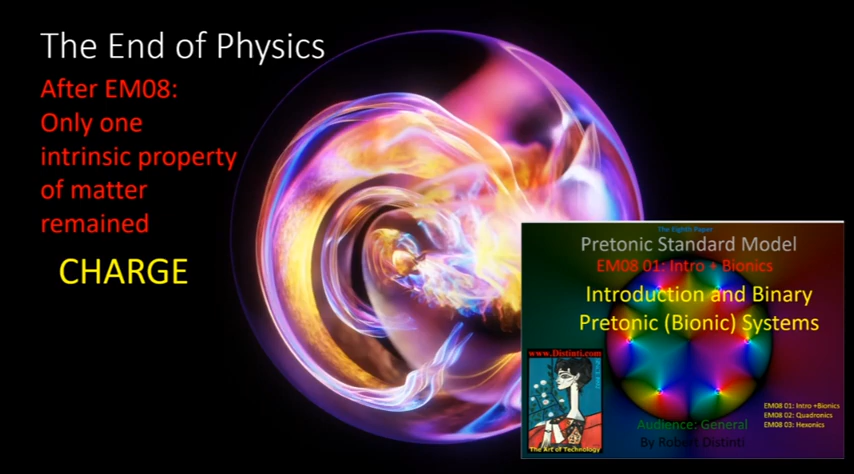 The End of Physics
After EM08:
Only one
intrinsic property
of matter
remained
CHARGE
The Eighth Paper
Pretonic Standard Model
EM08 01: Intro + Bionics
Introduction and Binary
Pretonic (Bionic) Systems
www.Distinti.com
The Art of Technology
EM08 01: Intro +Bionics
EM08 02: Quadronics
EM08 03: Hexonics
Audience: General
By Robert Distinti